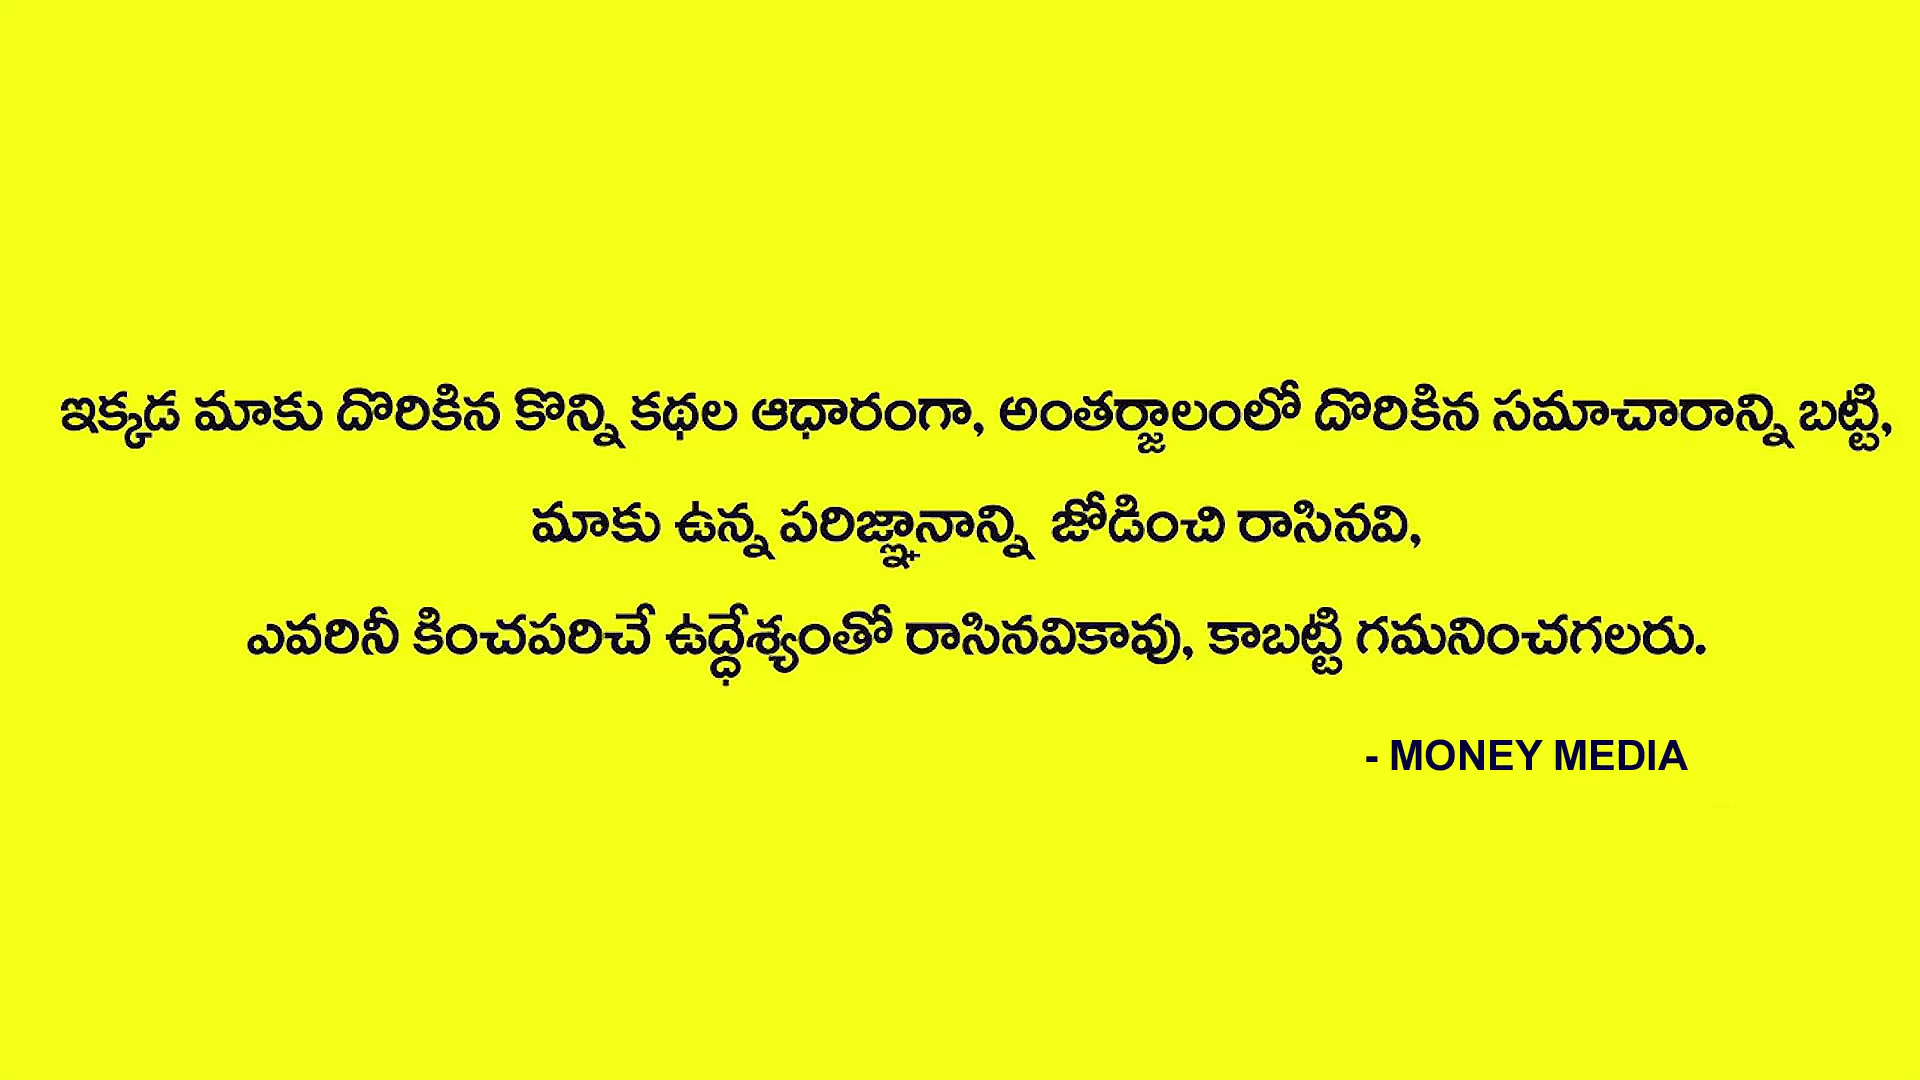 ఇక్కడ మాకు దొరికిన కొన్ని కథల ఆధారంగా, అంతర్జాలంలో దొరికిన సమాచారాన్ని బట్టి,
మాకు ఉన్న పరిజ్ఞానాన్ని జోడించి రాసినవి,
ఎవరినీ కించపరిచే ఉద్ధేశ్యంతో రాసినవికావు, కాబట్టి గమనించగలరు.
- MONEY MEDIA